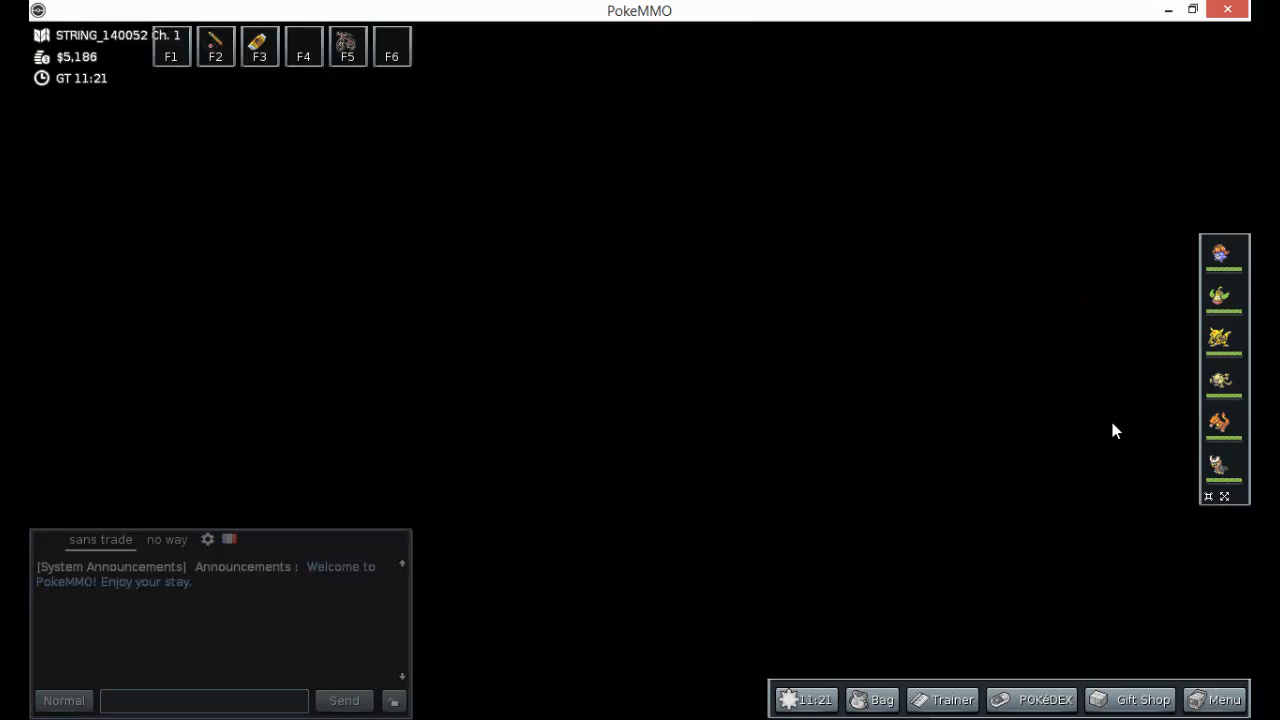 PokeMMO
STRING_140052 Ch. 1
$5,186
GT 11:21
F1 F2 F3 F4 F5 F6
sans trade no way
[System Announcements] Announcements : Welcome to
PokeMMO! Enjoy your stay.
Normal Send
11:21 Bag Trainer POKéDEX Gift Shop Menu